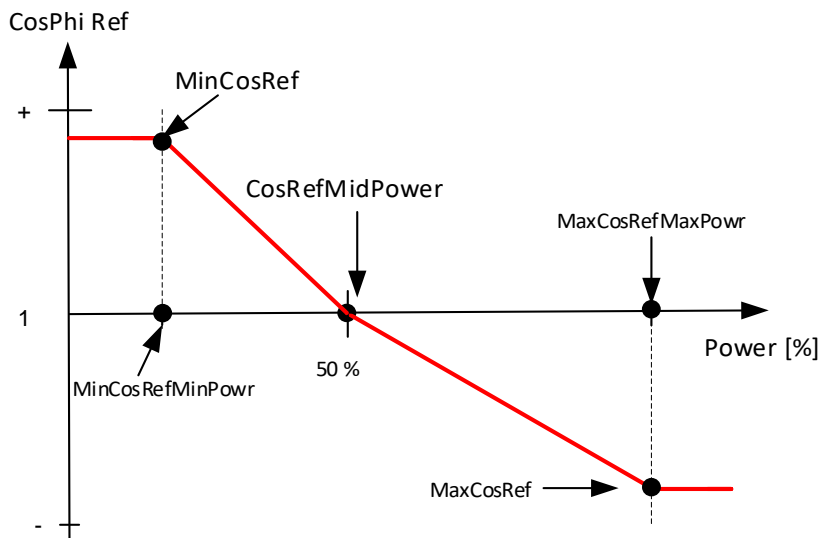 CosPhi Ref
MinCosRef
+
CosRefMidPower
MaxCosRefMaxPowr
1
Power [%]
50 %
MinCosRefMinPowr
MaxCosRef
-